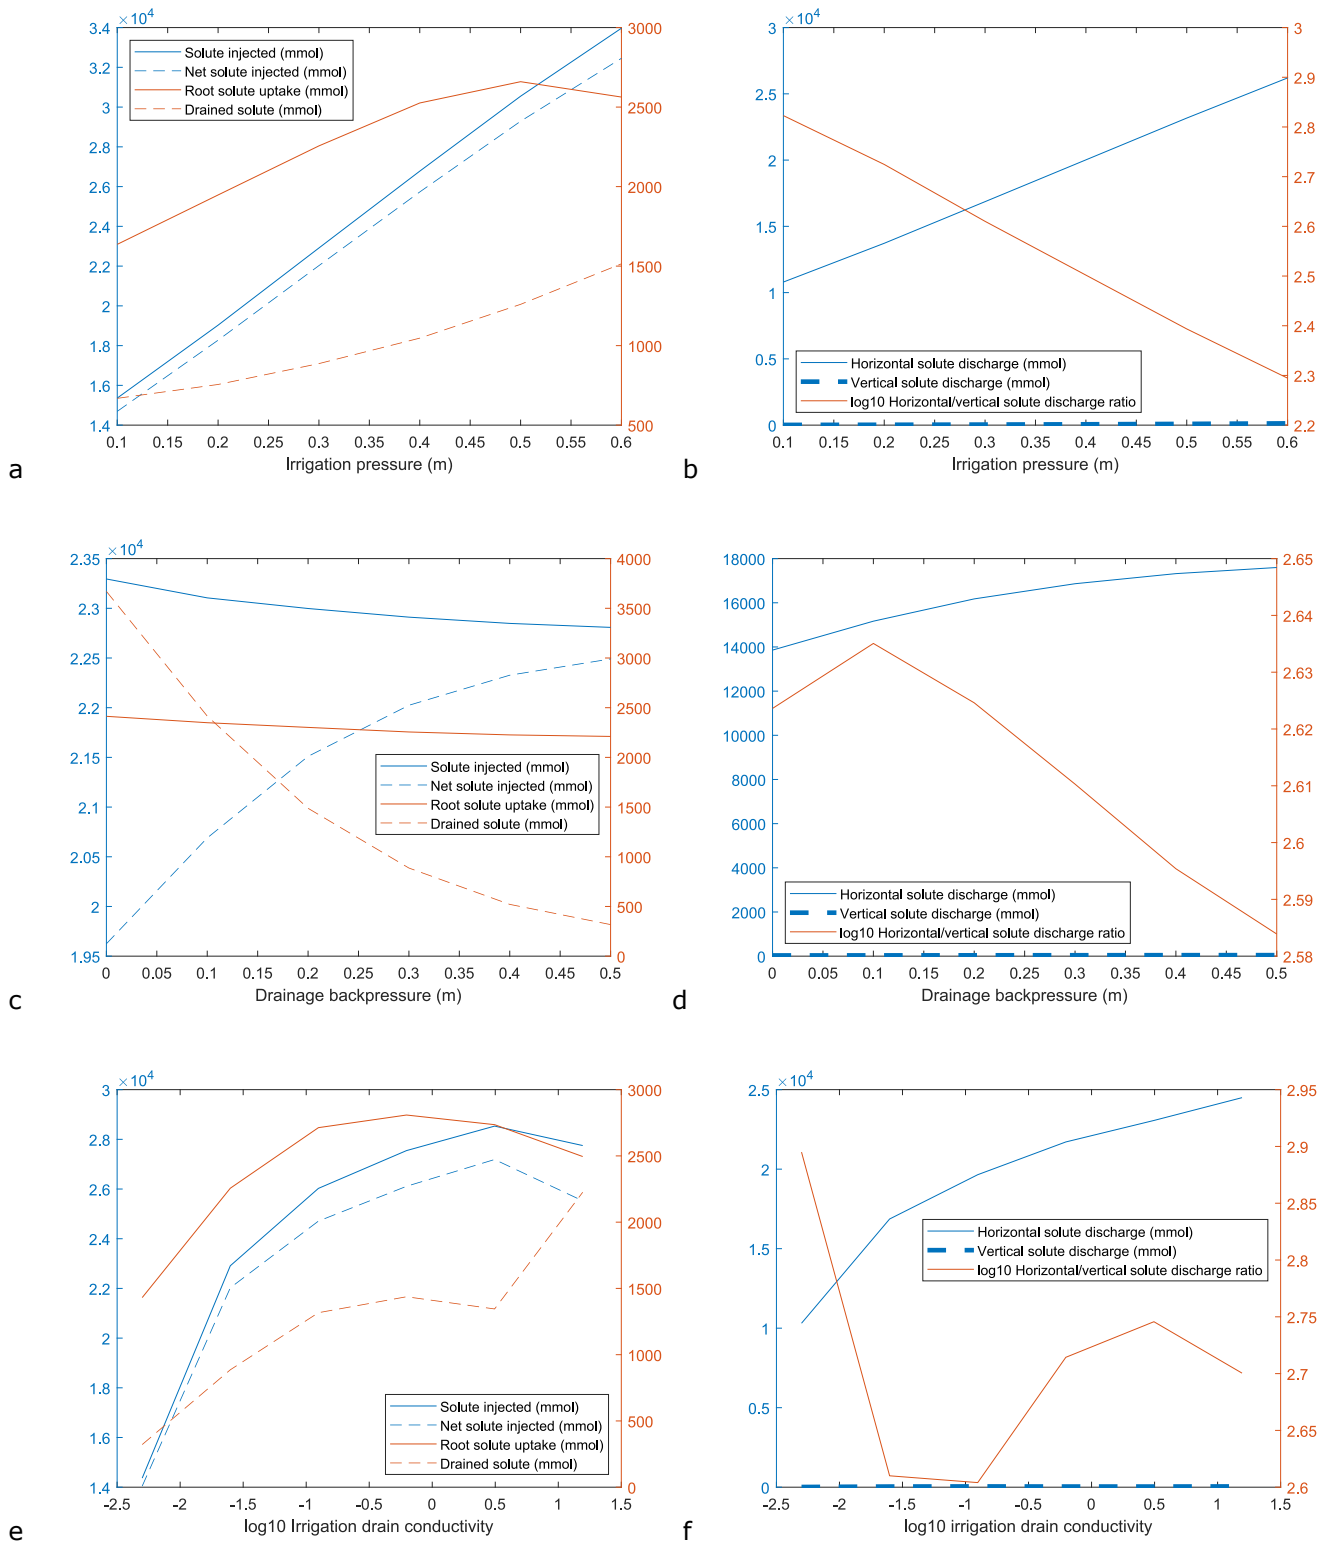 ×10⁴
3.4
3.2
3
2.8
2.6
2.4
2.2
2
1.8
1.6
1.4
3000
2500
2000
1500
1000
500
Solute injected (mmol)
Net solute injected (mmol)
Root solute uptake (mmol)
Drained solute (mmol)
0.1 0.15 0.2 0.25 0.3 0.35 0.4 0.45 0.5 0.55 0.6
Irrigation pressure (m)
a
×10⁴
3
2.5
2
1.5
1
0.5
0
3
2.9
2.8
2.7
2.6
2.5
2.4
2.3
2.2
Horizontal solute discharge (mmol)
Vertical solute discharge (mmol)
log10 Horizontal/vertical solute discharge ratio
0.1 0.15 0.2 0.25 0.3 0.35 0.4 0.45 0.5 0.55 0.6
Irrigation pressure (m)
b
×10⁴
2.35
2.3
2.25
2.2
2.15
2.1
2.05
2
1.95
4000
3500
3000
2500
2000
1500
1000
500
0
Solute injected (mmol)
Net solute injected (mmol)
Root solute uptake (mmol)
Drained solute (mmol)
0 0.05 0.1 0.15 0.2 0.25 0.3 0.35 0.4 0.45 0.5
Drainage backpressure (m)
c
18000
16000
14000
12000
10000
8000
6000
4000
2000
0
2.65
2.64
2.63
2.62
2.61
2.6
2.59
2.58
Horizontal solute discharge (mmol)
Vertical solute discharge (mmol)
log10 Horizontal/vertical solute discharge ratio
0 0.05 0.1 0.15 0.2 0.25 0.3 0.35 0.4 0.45 0.5
Drainage backpressure (m)
d
×10⁴
3
2.8
2.6
2.4
2.2
2
1.8
1.6
1.4
3000
2500
2000
1500
1000
500
0
Solute injected (mmol)
Net solute injected (mmol)
Root solute uptake (mmol)
Drained solute (mmol)
-2.5 -2 -1.5 -1 -0.5 0 0.5 1 1.5
log10 Irrigation drain conductivity
e
×10⁴
2.5
2
1.5
1
0.5
0
2.95
2.9
2.85
2.8
2.75
2.7
2.65
2.6
Horizontal solute discharge (mmol)
Vertical solute discharge (mmol)
log10 Horizontal/vertical solute discharge ratio
-2.5 -2 -1.5 -1 -0.5 0 0.5 1 1.5
log10 irrigation drain conductivity
f